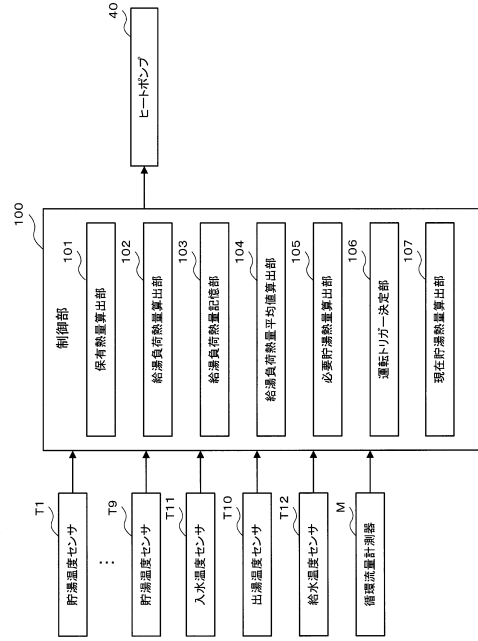 100
制御部
101
保有熱量算出部
102
給湯負荷熱量算出部
103
給湯負荷熱量記憶部
104
給湯負荷熱量平均値算出部
105
必要貯湯熱量算出部
106
運転トリガー決定部
107
現在貯湯熱量算出部
40
ヒートポンプ
T1
貯湯温度センサ
…
T9
貯湯温度センサ
T11
入水温度センサ
T10
出湯温度センサ
T12
給水温度センサ
M
循環流量計測器